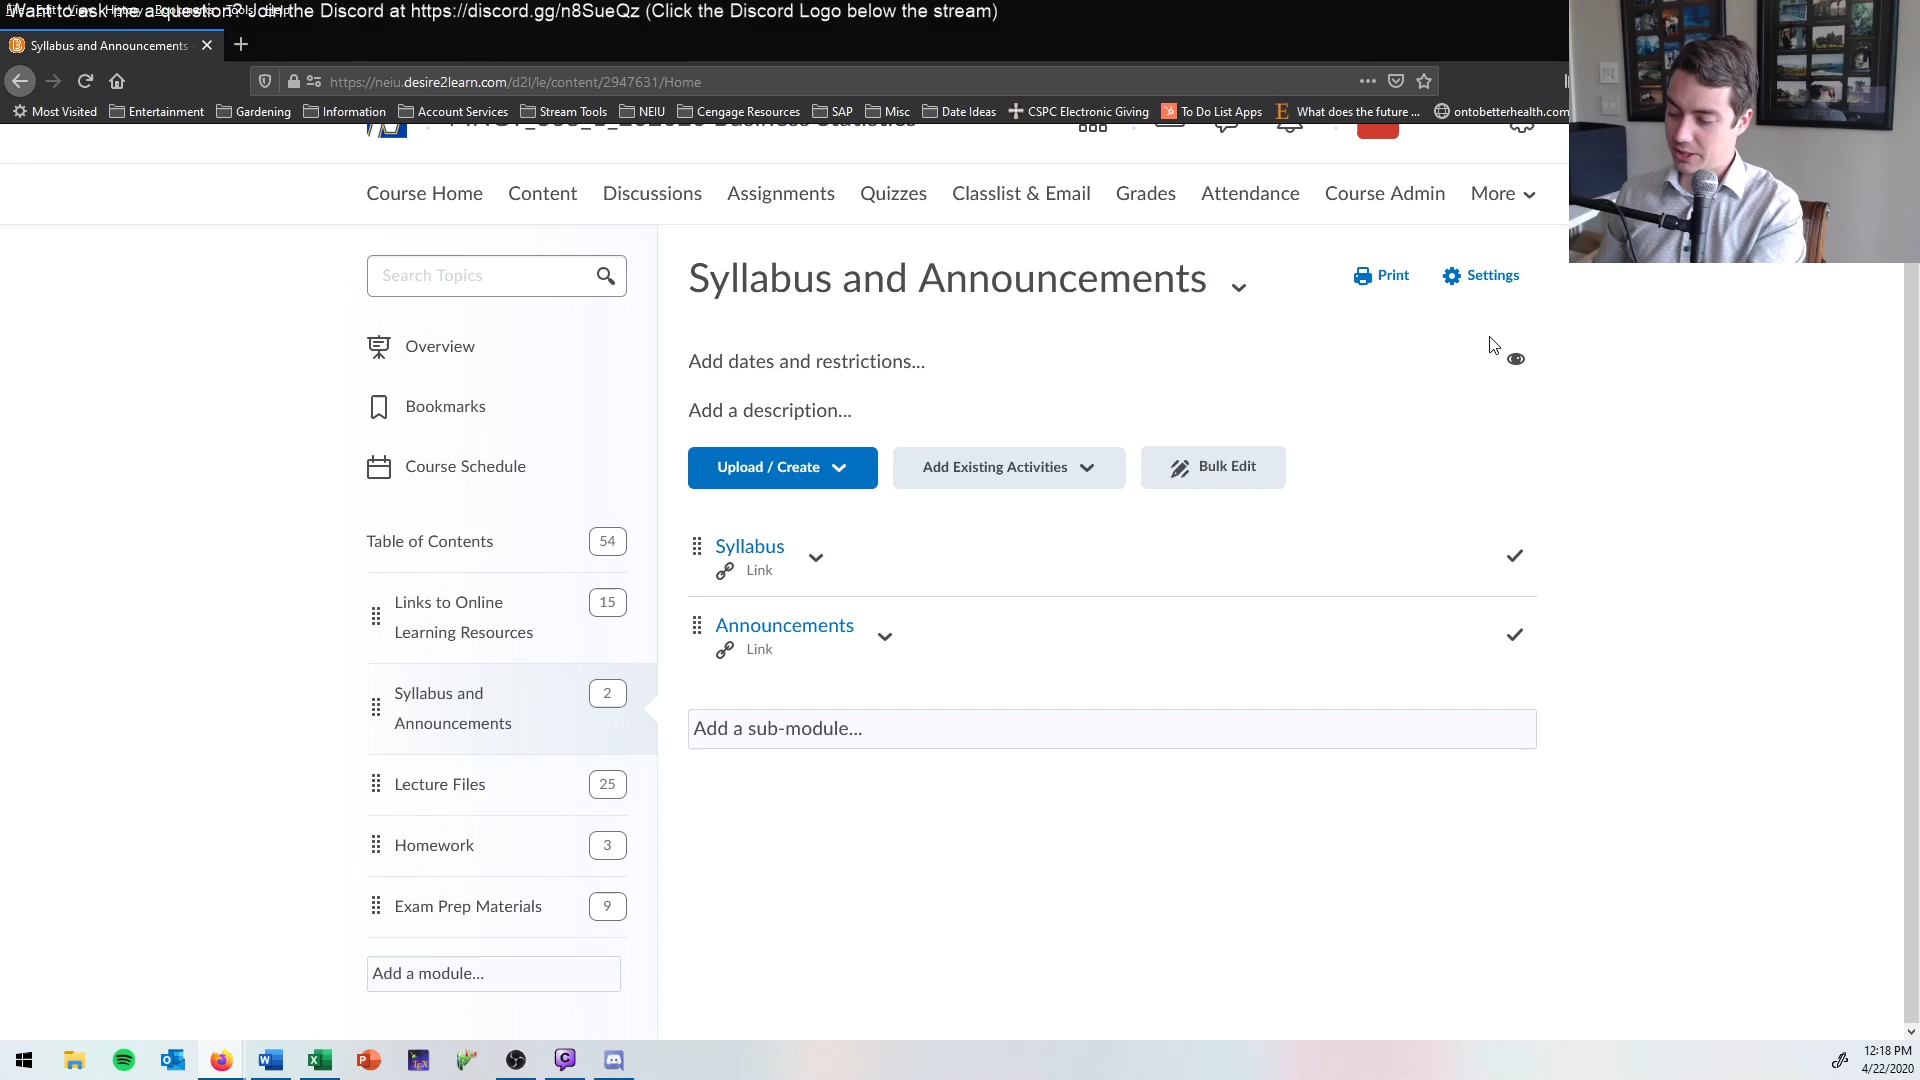 Want to ask me a question? Join the Discord at https://discord.gg/n8SueQz (Click the Discord Logo below the stream)
Syllabus and Announcements
https://neiu.desire2learn.com/d2l/le/content/2947631/Home
Most Visited Entertainment Gardening Information Account Services Stream Tools NEIU Cengage Resources SAP Misc Date Ideas CSPC Electronic Giving To Do List Apps What does the future ... ontobetterhealth.com
Business Statistics
Course Home Content Discussions Assignments Quizzes Classlist & Email Grades Attendance Course Admin More
Search Topics
Syllabus and Announcements
Print Settings
Overview
Add dates and restrictions...
Bookmarks
Add a description...
Course Schedule
Upload / Create Add Existing Activities Bulk Edit
Table of Contents 54
Syllabus
Link
Links to Online
Learning Resources 15
Announcements
Link
Syllabus and
Announcements 2
Add a sub-module...
Lecture Files 25
Homework 3
Exam Prep Materials 9
Add a module...
12:18 PM
4/22/2020